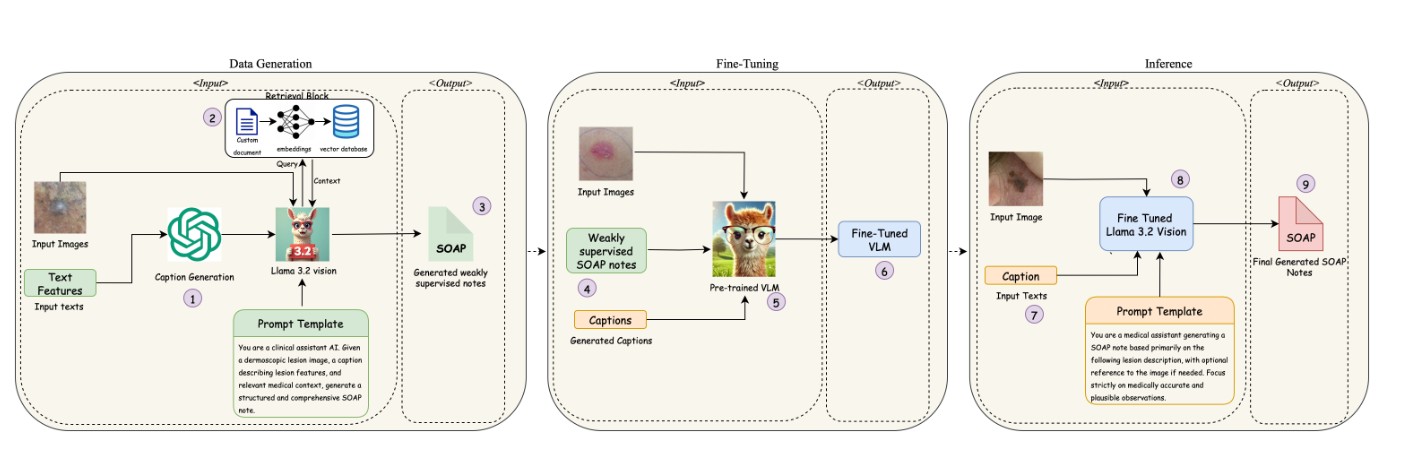 Data Generation
<Input>
<Output>
Retrieval Block
2
Custom
document
embeddings
vector database
Query
Context
Input Images
Text
Features
Input texts
Caption Generation
1
3.2
Llama 3.2 vision
3
SOAP
Generated weakly
supervised notes
Prompt Template
You are a clinical assistant AI. Given
a dermoscopic lesion image, a caption
describing lesion features, and
relevant medical context, generate a
structured and comprehensive SOAP
note.
Fine-Tuning
<Input>
<Output>
Input Images
Weakly
supervised
SOAP notes
4
Captions
Generated Captions
Pre-trained VLM
5
Fine-Tuned
VLM
6
Inference
<Input>
<Output>
Input Image
Caption
Input Texts
7
8
Fine Tuned
Llama 3.2 Vision
Prompt Template
You are a medical assistant generating a
SOAP note based primarily on the
following lesion description, with optional
reference to the image if needed. Focus
strictly on medically accurate and
plausible observations.
9
SOAP
Final Generated SOAP
Notes